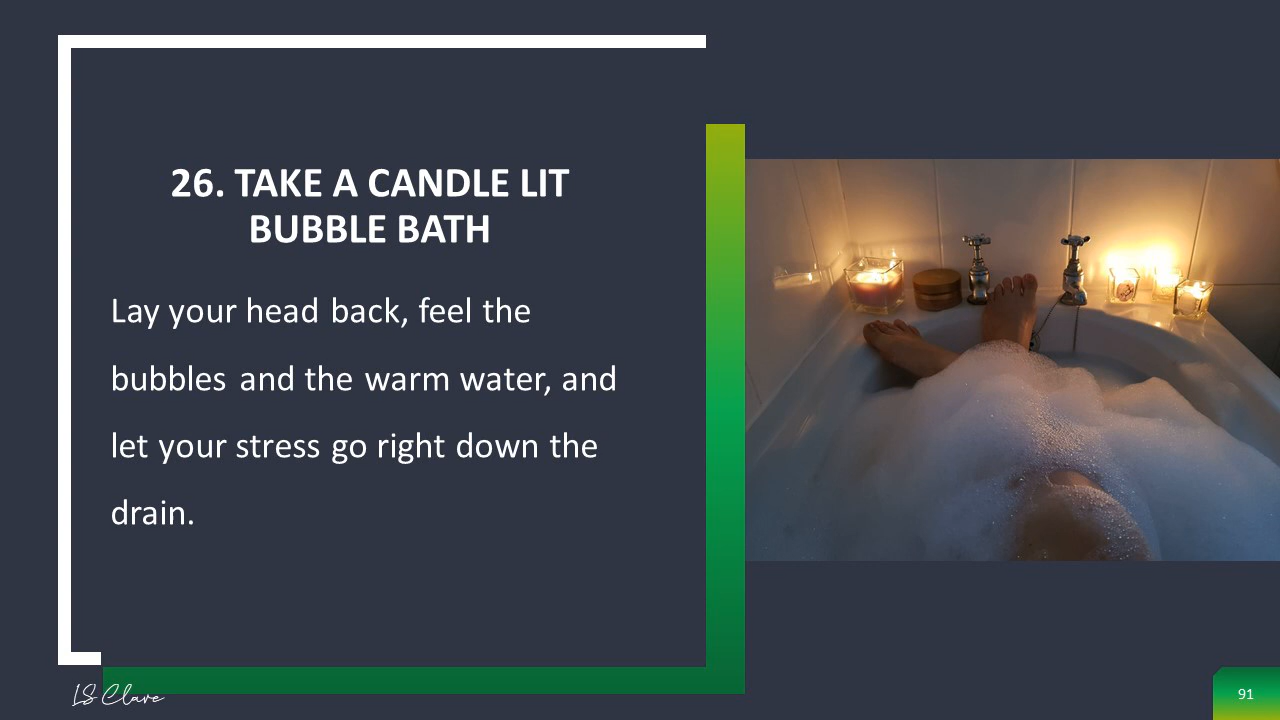 26. TAKE A CANDLE LIT
BUBBLE BATH
Lay your head back, feel the
bubbles and the warm water, and
let your stress go right down the
drain.
LS Clave
91